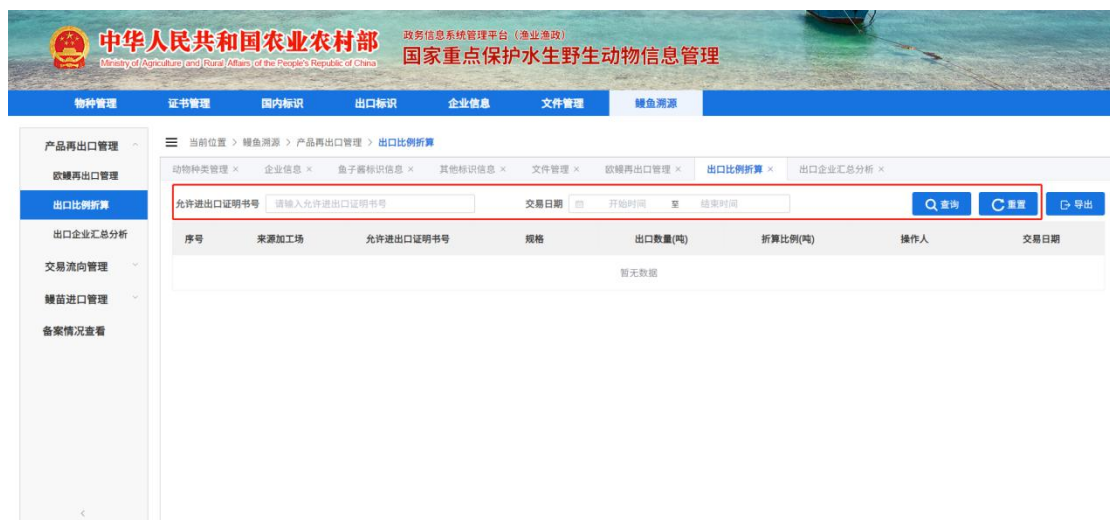 中华人民共和国农业农村部
Ministry of Agriculture and Rural Affairs of the People's Republic of China
政务信息系统管理平台（渔业渔政）
国家重点保护水生野生动物信息管理
物种管理 证书管理 国内标识 出口标识 企业信息 文件管理 鳗鱼溯源
产品再出口管理
欧鳗再出口管理
出口比例折算
出口企业汇总分析
交易流向管理
鳗苗进口管理
备案情况查看
当前位置 > 鳗鱼溯源 > 产品再出口管理 > 出口比例折算
动物种类管理 × 企业信息 × 鱼子酱标识信息 × 其他标识信息 × 文件管理 × 欧鳗再出口管理 × 出口比例折算 × 出口企业汇总分析 ×
允许进出口证明书号 请输入允许进出口证明书号 交易日期 开始时间 至 结束时间 查询 重置 导出
序号 来源加工场 允许进出口证明书号 规格 出口数量(吨) 折算比例(吨) 操作人 交易日期
暂无数据